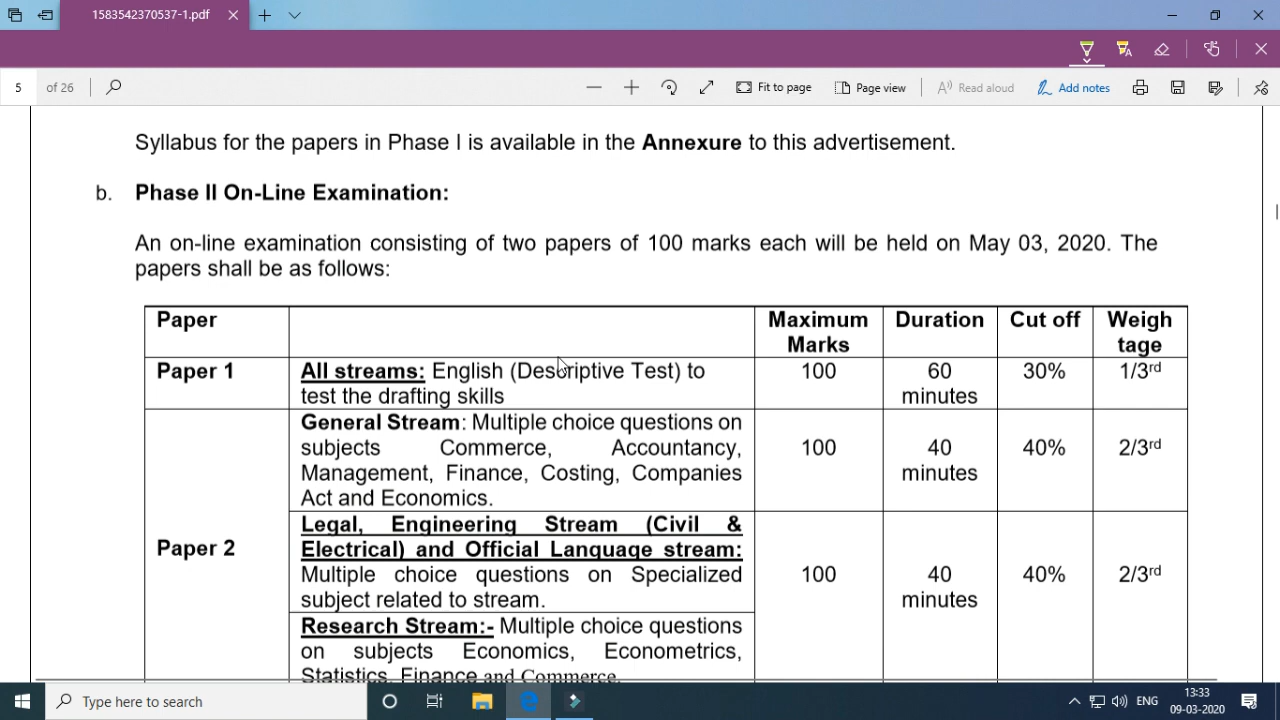 1583542370537-1.pdf
5 of 26
Fit to page
Page view
Read aloud
Add notes
Syllabus for the papers in Phase I is available in the Annexure to this advertisement.
b. Phase II On-Line Examination:
An on-line examination consisting of two papers of 100 marks each will be held on May 03, 2020. The
papers shall be as follows:
Paper
Maximum
Marks
Duration
Cut off
Weigh
tage
Paper 1
All streams: English (Descriptive Test) to
test the drafting skills
100
60
minutes
30%
1/3rd
Paper 2
General Stream: Multiple choice questions on
subjects Commerce, Accountancy,
Management, Finance, Costing, Companies
Act and Economics.
100
40
minutes
40%
2/3rd
Legal, Engineering Stream (Civil &
Electrical) and Official Language stream:
Multiple choice questions on Specialized
subject related to stream.
100
40
minutes
40%
2/3rd
Research Stream:- Multiple choice questions
on subjects Economics, Econometrics,
Statistics, Finance and Commerce.
Type here to search
ENG
13:33
09-03-2020